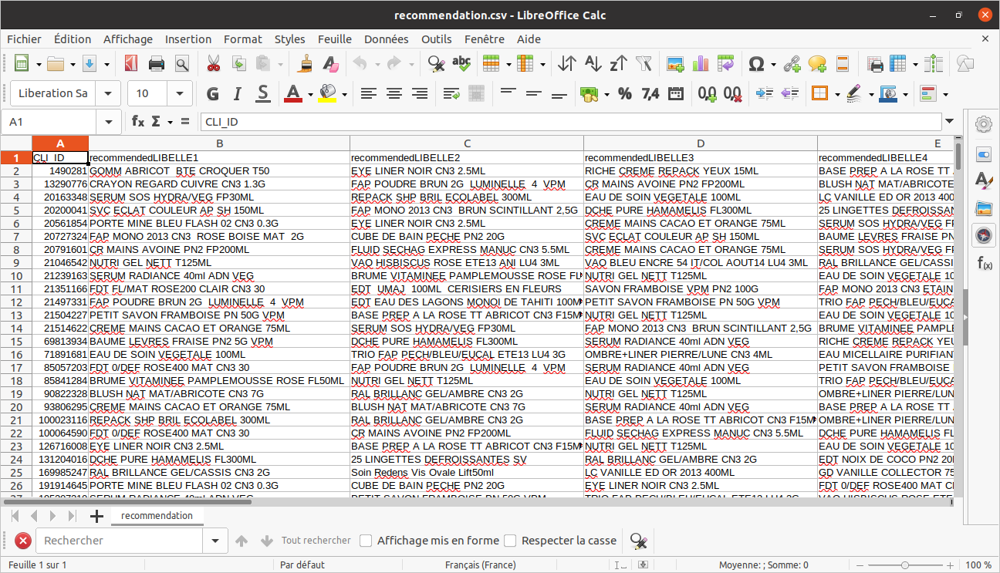 recommendation.csv - LibreOffice Calc
Fichier Édition Affichage Insertion Format Styles Feuille Données Outils Fenêtre Aide
Liberation Sa 10 G I S A % 7,4
A1 fx Σ = CLI_ID
A B C D E
1 CLI_ID recommendedLIBELLE1 recommendedLIBELLE2 recommendedLIBELLE3 recommendedLIBELLE4
2 1490281 GOMM ABRICOT BTE CROQUER T50 EYE LINER NOIR CN3 2.5ML RICHE CREME REPACK YEUX 15ML BASE PREP A LA ROSE TT
3 13290776 CRAYON REGARD CUIVRE CN3 1.3G FAP POUDRE BRUN 2G LUMINELLE 4 VPM CR MAINS AVOINE PN2 FP200ML BLUSH NAT MAT/ABRICOTE
4 20163348 SERUM SOS HYDRA/VEG FP30ML REPACK SHP BRIL ECOLABEL 300ML EAU DE SOIN VEGETALE 100ML LC VANILLE ED OR 2013 400
5 20200041 SVC ECLAT COULEUR AP SH 150ML FAP MONO 2013 CN3 BRUN SCINTILLANT 2,5G DCHE PURE HAMAMELIS FL300ML 25 LINGETTES DEFROISSAN
6 20561854 PORTE MINE BLEU FLASH 02 CN3 0.3G EYE LINER NOIR CN3 2.5ML CREME MAINS CACAO ET ORANGE 75ML SERUM SOS HYDRA/VEG FP
7 20727324 FAP MONO 2013 CN3 ROSE BOISE MAT 2G CUBE DE BAIN PECHE PN2 20G SVC ECLAT COULEUR AP SH 150ML BAUME LEVRES FRAISE PN
8 20791601 CR MAINS AVOINE PN2 FP200ML FLUID SECHAG EXPRESS MANUC CN3 5.5ML CREME MAINS CACAO ET ORANGE 75ML SERUM SOS HYDRA/VEG FP
9 21046542 NUTRI GEL NETT T125ML VAO HISBISCUS ROSE ETE13 ANI LU4 3ML VAO BLEU ENCRE 54 IT/COL AOUT14 LU4 3ML RAL BRILLANCE GEL/CASSI
10 21239163 SERUM RADIANCE 40ml ADN VEG BRUME VITAMINEE PAMPLEMOUSSE ROSE FL NUTRI GEL NETT T125ML EAU DE SOIN VEGETALE 10
11 21351166 FDT FL/MAT ROSE200 CLAIR CN3 30 EDT UMAJ 100ML CERISIERS EN FLEURS SAVON FRAMBOISE VPM PN2 100G FAP MONO 2013 CN3 ETAIN
12 21497331 FAP POUDRE BRUN 2G LUMINELLE 4 VPM EDT EAU DES LAGONS MONOI DE TAHITI 100M PETIT SAVON FRAMBOISE PN 50G VPM TRIO FAP PECH/BLEU/EUCA
13 21504227 PETIT SAVON FRAMBOISE PN 50G VPM BASE PREP A LA ROSE TT ABRICOT CN3 F15M NUTRI GEL NETT T125ML EAU DE SOIN VEGETALE 10
14 21514622 CREME MAINS CACAO ET ORANGE 75ML SERUM SOS HYDRA/VEG FP30ML FAP MONO 2013 CN3 BRUN SCINTILLANT 2,5G BRUME VITAMINEE PAMPL
15 69813934 BAUME LEVRES FRAISE PN2 5G VPM DCHE PURE HAMAMELIS FL300ML SERUM RADIANCE 40ml ADN VEG RICHE CREME REPACK YEU
16 71891681 EAU DE SOIN VEGETALE 100ML TRIO FAP PECH/BLEU/EUCAL ETE13 LU4 3G OMBRE+LINER PIERRE/LUNE CN3 4ML EAU MICELLAIRE PURIFIAN
17 85057203 FDT 0/DEF ROSE400 MAT CN3 30 FAP POUDRE BRUN 2G LUMINELLE 4 VPM SERUM RADIANCE 40ml ADN VEG PETIT SAVON FRAMBOISE
18 85841284 BRUME VITAMINEE PAMPLEMOUSSE ROSE FL50ML NUTRI GEL NETT T125ML EAU DE SOIN VEGETALE 100ML TRIO FAP PECH/BLEU/EUCA
19 90822328 BLUSH NAT MAT/ABRICOTE CN3 7G RAL BRILLANC GEL/AMBRE CN3 2G NUTRI GEL NETT T125ML OMBRE+LINER PIERRE/LUN
20 93806295 CREME MAINS CACAO ET ORANGE 75ML BLUSH NAT MAT/ABRICOTE CN3 7G SERUM RADIANCE 40ml ADN VEG BASE PREP A LA ROSE TT
21 100023116 REPACK SHP BRIL ECOLABEL 300ML RAL BRILLANC GEL/AMBRE CN3 2G BASE PREP A LA ROSE TT ABRICOT CN3 F15M OMBRE+LINER PIERRE/LUN
22 100064590 FDT 0/DEF ROSE400 MAT CN3 30 CR MAINS AVOINE PN2 FP200ML FLUID SECHAG EXPRESS MANUC CN3 5.5ML DCHE PURE HAMAMELIS FL
23 126716008 EYE LINER NOIR CN3 2.5ML BASE PREP A LA ROSE TT ABRICOT CN3 F15M NUTRI GEL NETT T125ML EAU DE SOIN VEGETALE 10
24 131204016 DCHE PURE HAMAMELIS FL300ML 25 LINGETTES DEFROISSANTES SV RAL BRILLANC GEL/AMBRE CN3 2G EDT NOIX DE COCO PN2 20
25 169985247 RAL BRILLANCE GEL/CASSIS CN3 2G Soin Redens Vis Ovale Lift50ml LC VANILLE ED OR 2013 400ML GD VANILLE COLLECTOR 75
26 191914645 PORTE MINE BLEU FLASH 02 CN3 0.3G CUBE DE BAIN PECHE PN2 20G EYE LINER NOIR CN3 2.5ML FDT 0/DEF ROSE400 MAT C
recommendation
Rechercher Tout rechercher Affichage mis en forme Respecter la casse
Feuille 1 sur 1 Par défaut Français (France) Moyenne: ; Somme: 0 100 %